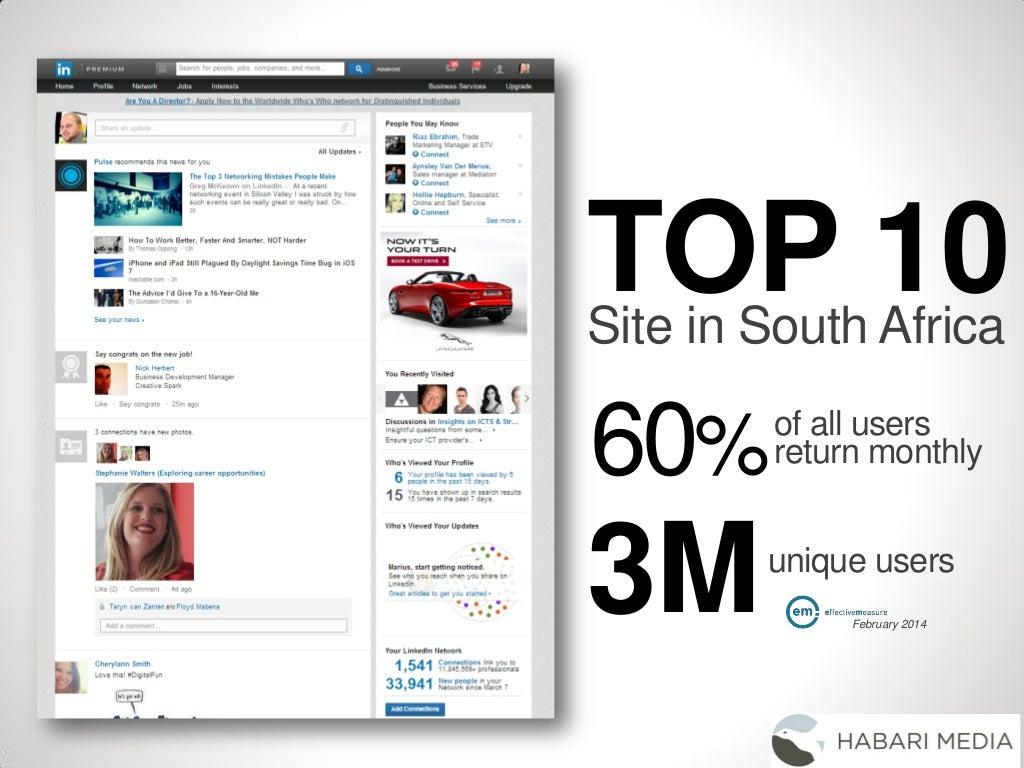 in PREMIUM
Search for people, jobs, companies, and more...
Advanced
Home Profile Network Jobs Interests
Business Services Upgrade
Are You A Director? - Apply Now to the Worldwide Who's Who network for Distinguished Individuals
Share an update...
All Updates
Pulse recommends this news for you
The Top 3 Networking Mistakes People Make
Greg McKeown on LinkedIn - At a recent
networking event in Silicon Valley I was struck by how
such events can be really great or really bad. On...
How To Work Better, Faster And Smarter, NOT Harder
By Thomas Oppong · 13h
iPhone and iPad Still Plagued By Daylight Savings Time Bug in iOS
7
mashable.com · 3h
The Advice I'd Give To a 16-Year-Old Me
By Gurbaksh Chahal · 4h
See your news ›
Say congrats on the new job!
Nick Herbert
Business Development Manager
Creative Spark
Like · Say congrats · 25m ago
3 connections have new photos.
Stephanie Walters (Exploring career opportunities)
Like (2) · Comment · 4d ago
Taryn van Zanten and Floyd Mabena
Add a comment...
Cherylann Smith
Love this! #DigitalFun
let's get wifi
People You May Know
Riaz Ebrahim, Trade
Marketing Manager at ETV
Connect
Aynsley Van Der Merwe,
Sales manager at Mediatorr
Connect
Hollie Hepburn, Specialist:
Online and Self Service
Connect
See more »
NOW IT'S
YOUR TURN
BOOK A TEST DRIVE
JAGUAR
You Recently Visited
Discussions in Insights on ICTS & Str...
Insightful questions from some...
Ensure your ICT provider's...
Who's Viewed Your Profile
6 Your profile has been viewed by 6
people in the past 15 days.
15 You have shown up in search results
15 times in the past 7 days.
Who's Viewed Your Updates
Marius, start getting noticed.
See who you reach when you share on
LinkedIn.
Great articles to get you started
Your LinkedIn Network
1,541 Connections link you to
11,845,569+ professionals
33,941 New people in your
Network since March 7
Add Connections
TOP 10
Site in South Africa
60% of all users
return monthly
3M unique users
em effectivemeasure
February 2014
HABARI MEDIA